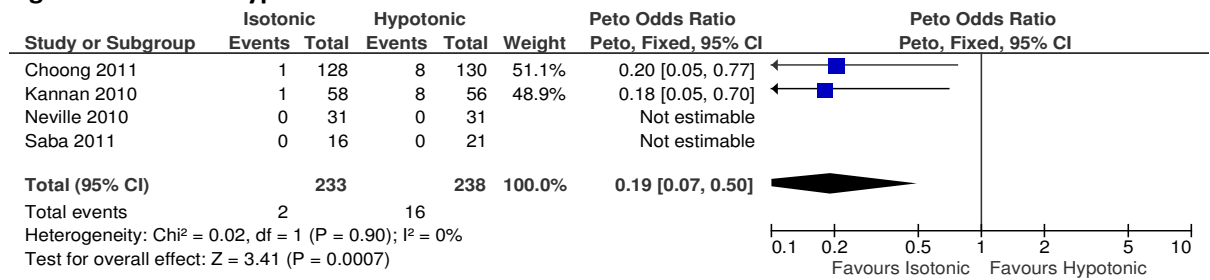 Isotonic Hypotonic Peto Odds Ratio Peto Odds Ratio
Study or Subgroup Events Total Events Total Weight Peto, Fixed, 95% CI Peto, Fixed, 95% CI
Choong 2011 1 128 8 130 51.1% 0.20 [0.05, 0.77]
Kannan 2010 1 58 8 56 48.9% 0.18 [0.05, 0.70]
Neville 2010 0 31 0 31 Not estimable
Saba 2011 0 16 0 21 Not estimable
Total (95% CI) 233 238 100.0% 0.19 [0.07, 0.50]
Total events 2 16
Heterogeneity: Chi² = 0.02, df = 1 (P = 0.90); I² = 0%
Test for overall effect: Z = 3.41 (P = 0.0007)
0.1 0.2 0.5 1 2 5 10
Favours Isotonic Favours Hypotonic